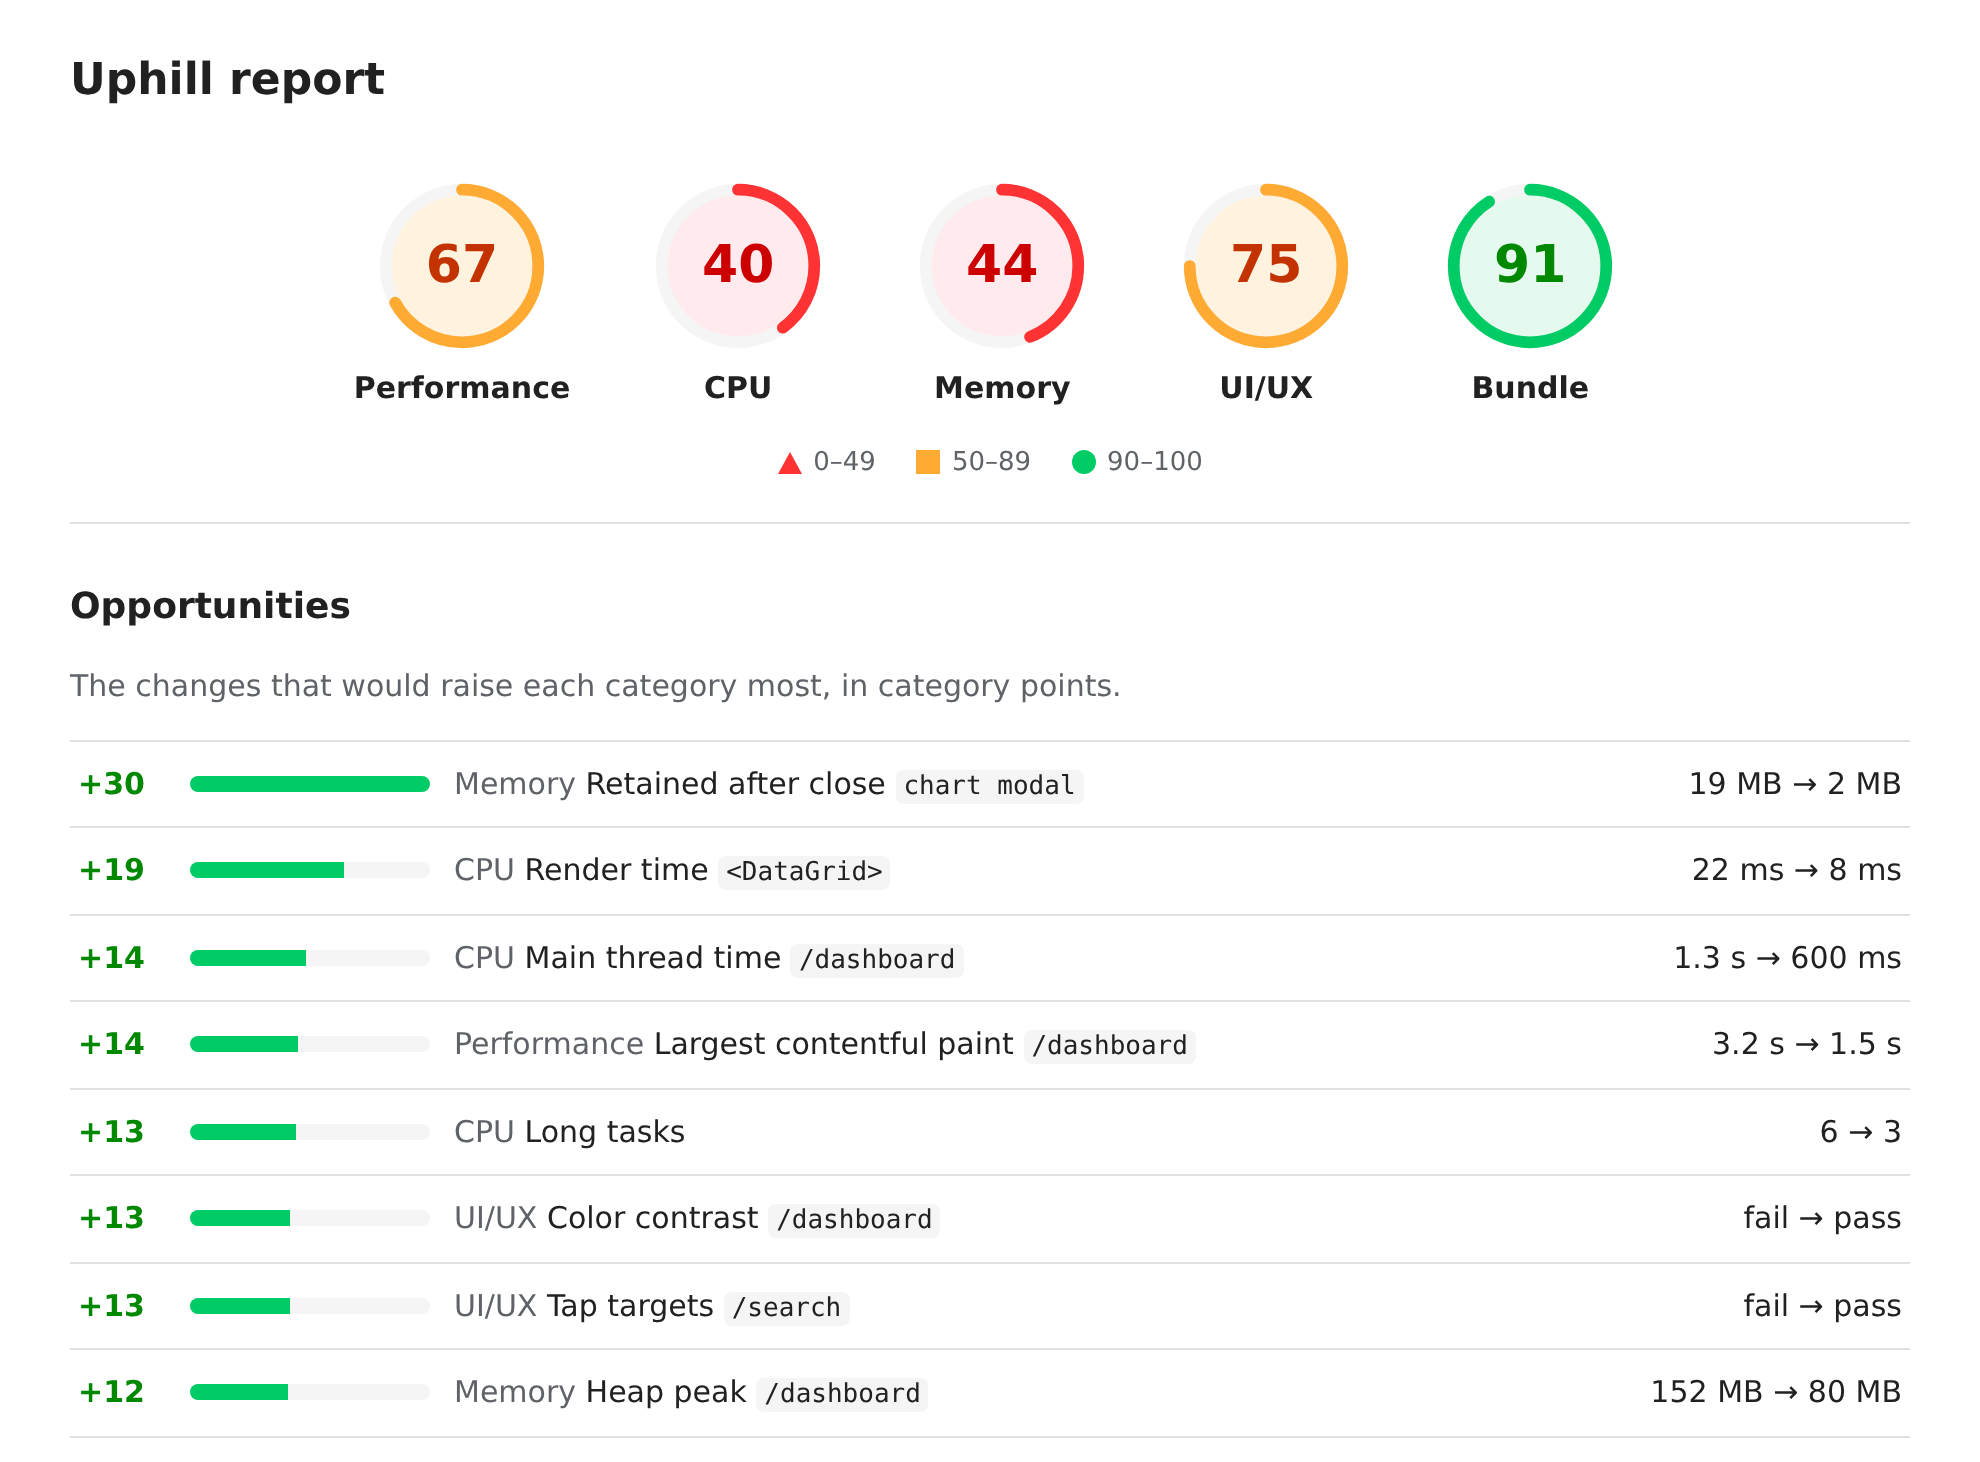 Uphill report
67 40 44 75 91
Performance CPU Memory UI/UX Bundle
0–49 50–89 90–100
Opportunities
The changes that would raise each category most, in category points.
+30 Memory Retained after close chart modal 19 MB → 2 MB
+19 CPU Render time <DataGrid> 22 ms → 8 ms
+14 CPU Main thread time /dashboard 1.3 s → 600 ms
+14 Performance Largest contentful paint /dashboard 3.2 s → 1.5 s
+13 CPU Long tasks 6 → 3
+13 UI/UX Color contrast /dashboard fail → pass
+13 UI/UX Tap targets /search fail → pass
+12 Memory Heap peak /dashboard 152 MB → 80 MB